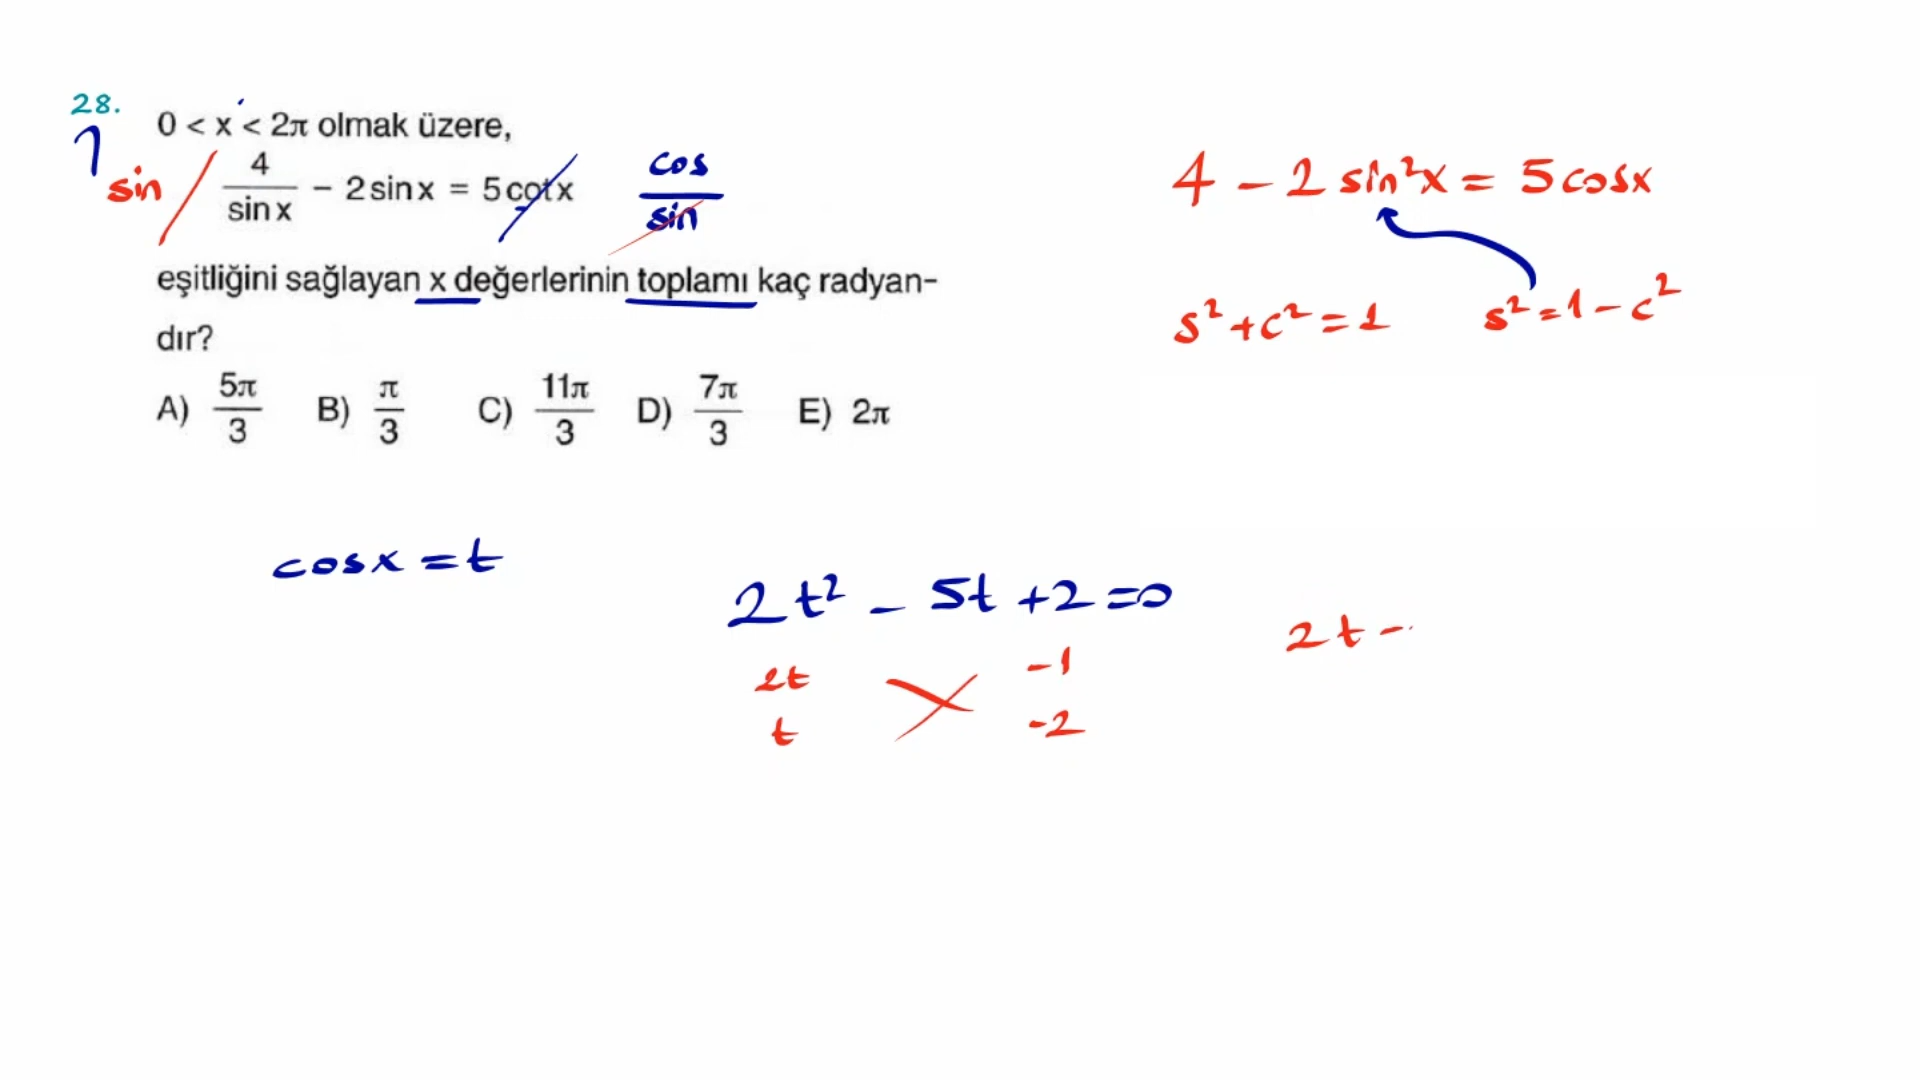 28.
0 < x < 2π olmak üzere,
sin 4/sin x - 2 sin x = 5 cot x cos/sin
eşitliğini sağlayan x değerlerinin toplamı kaç radyan-
dır?
A) 5π/3 B) π/3 C) 11π/3 D) 7π/3 E) 2π
4 - 2 sin²x = 5 cosx
s² + c² = 1 s² = 1 - c²
cosx = t
2t² - 5t + 2 = 0
2t -1
t -2
2t -